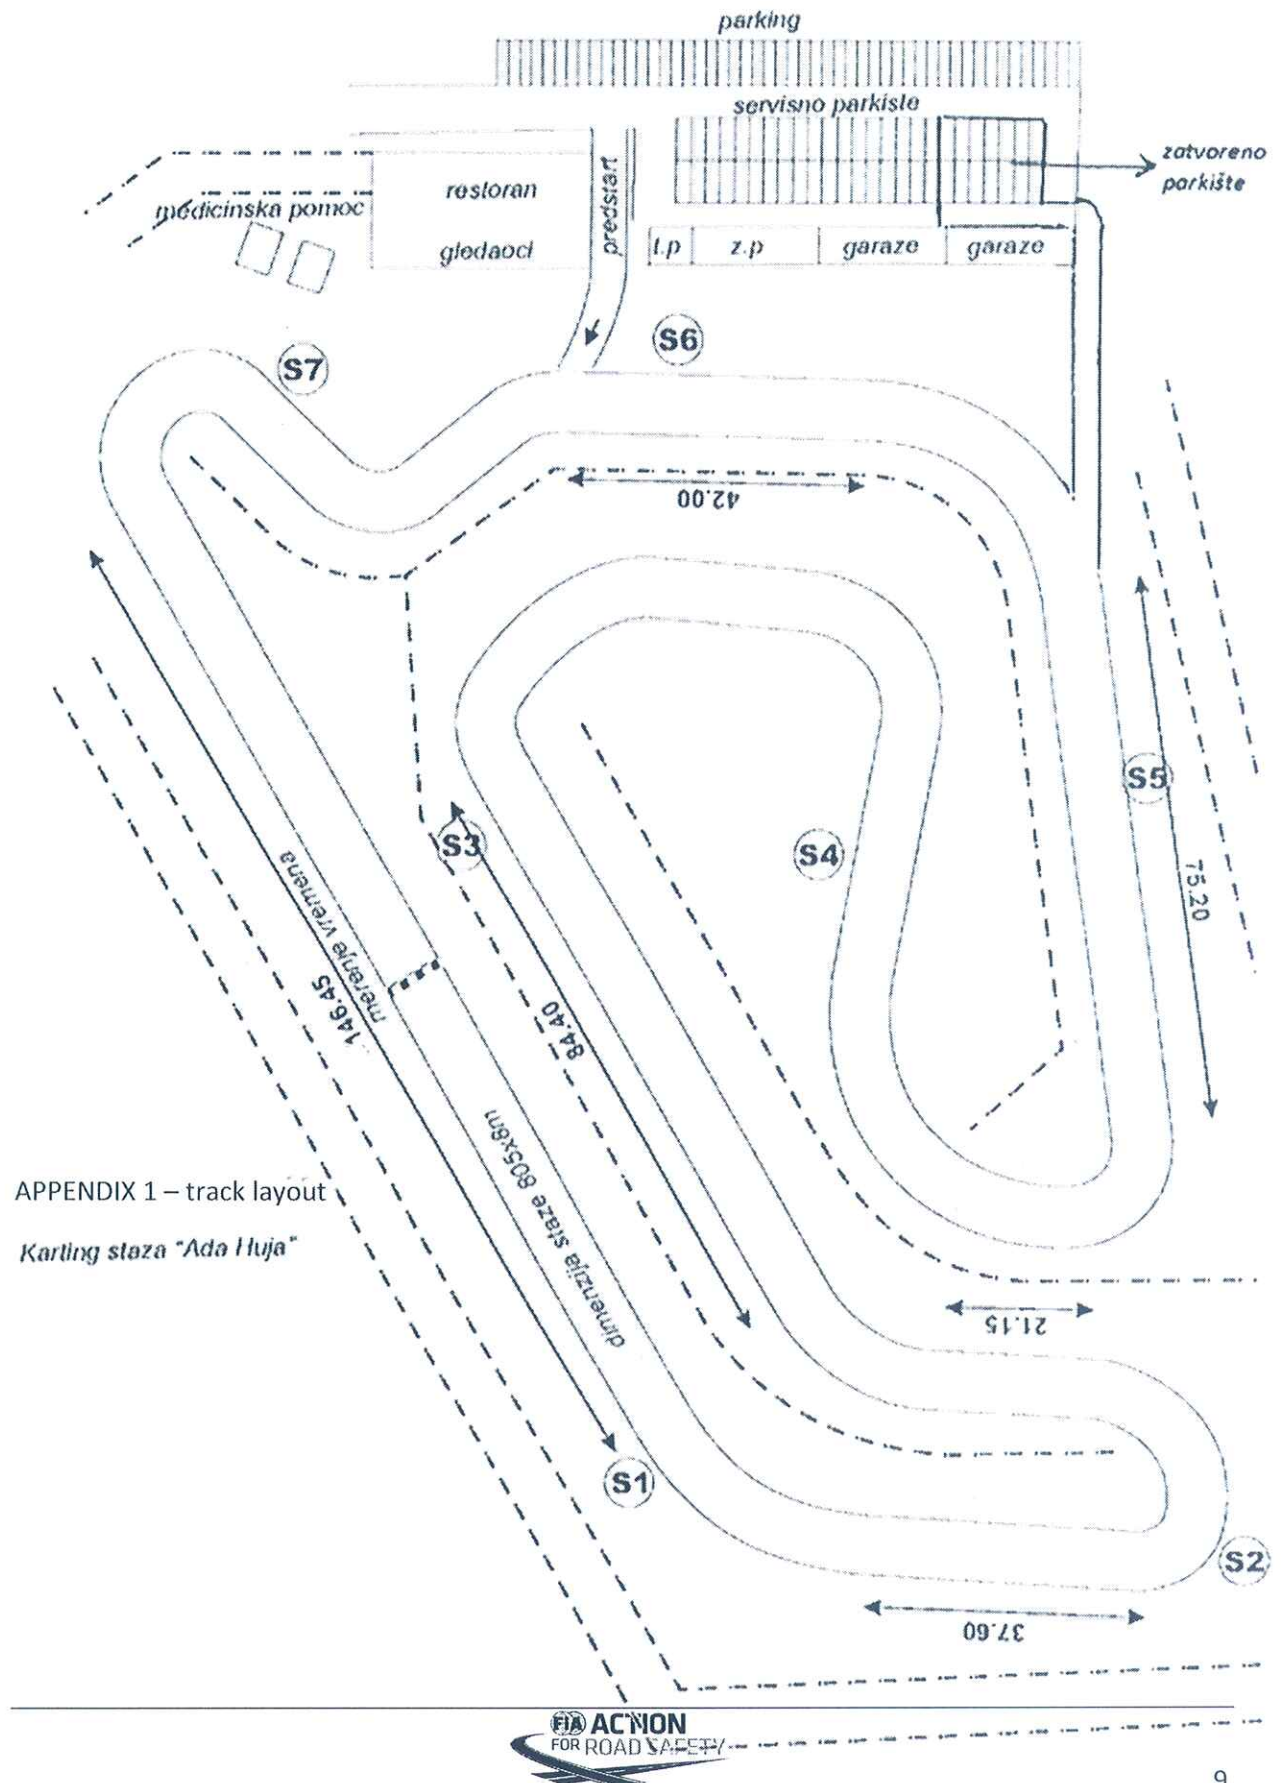 parking
servisno parkiste
zatvoreno
parkište
restoran
predstart
medicinska pomoc
gledaoci
t.p
z.p
garaze
garaze
S6
S7
42.00
S5
S3
S4
75.20
merenje vremena
146.45
84.40
dimenzija staze 805x8m
APPENDIX 1 – track layout
Karting staza "Ada Huja"
21.15
S1
S2
37.60
FIA ACTION
FOR ROAD SAFETY
9